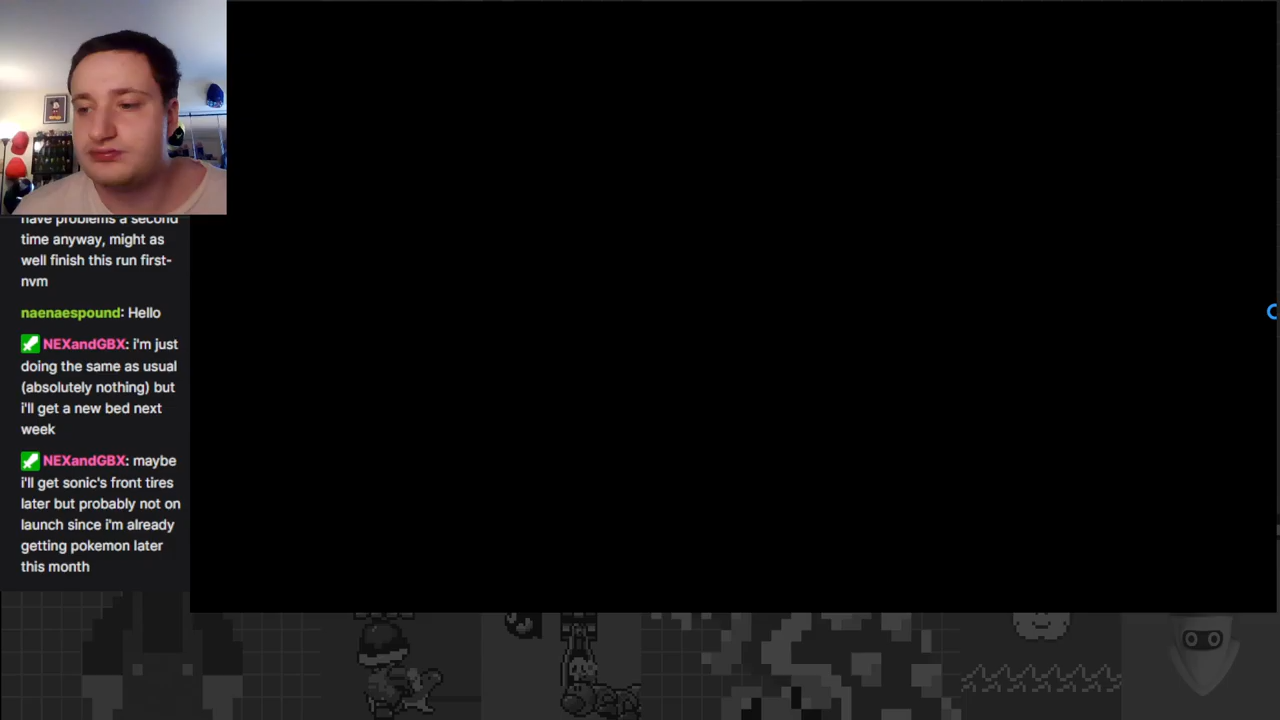 have problems a second
time anyway, might as
well finish this run first-
nvm
naenaespound: Hello
NEXandGBX: i'm just
doing the same as usual
(absolutely nothing) but
i'll get a new bed next
week
NEXandGBX: maybe
i'll get sonic's front tires
later but probably not on
launch since i'm already
getting pokemon later
this month